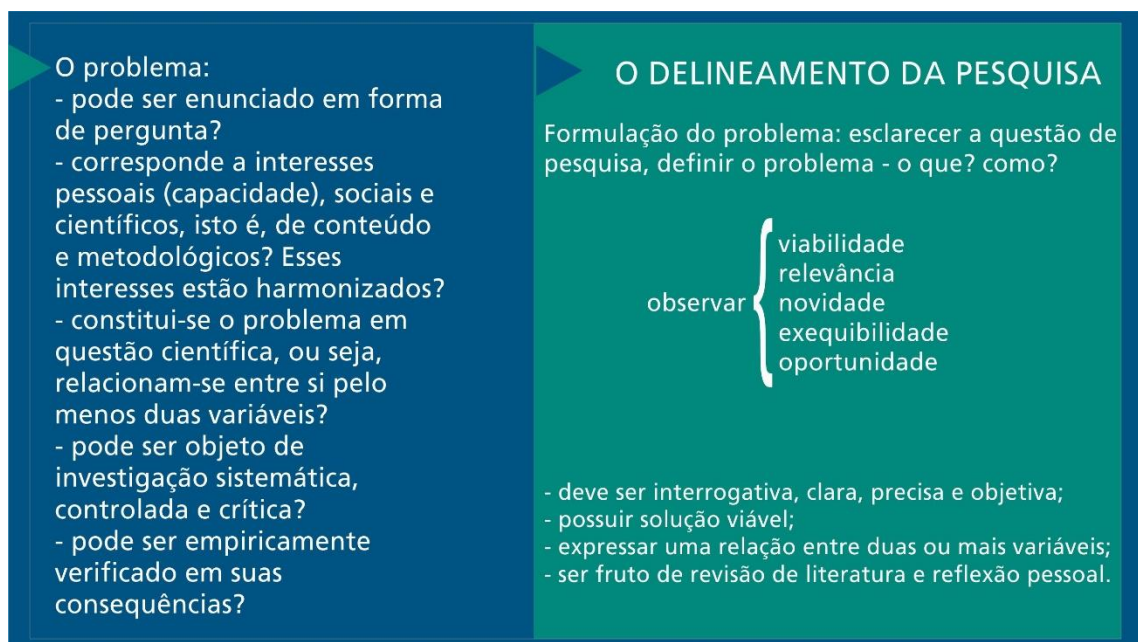 O problema:
- pode ser enunciado em forma
de pergunta?
- corresponde a interesses
pessoais (capacidade), sociais e
científicos, isto é, de conteúdo
e metodológicos? Esses
interesses estão harmonizados?
- constitui-se o problema em
questão científica, ou seja,
relacionam-se entre si pelo
menos duas variáveis?
- pode ser objeto de
investigação sistemática,
controlada e crítica?
- pode ser empiricamente
verificado em suas
consequências?
O DELINEAMENTO DA PESQUISA
Formulação do problema: esclarecer a questão de
pesquisa, definir o problema - o que? como?
observar
viabilidade
relevância
novidade
exequibilidade
oportunidade
- deve ser interrogativa, clara, precisa e objetiva;
- possuir solução viável;
- expressar uma relação entre duas ou mais variáveis;
- ser fruto de revisão de literatura e reflexão pessoal.